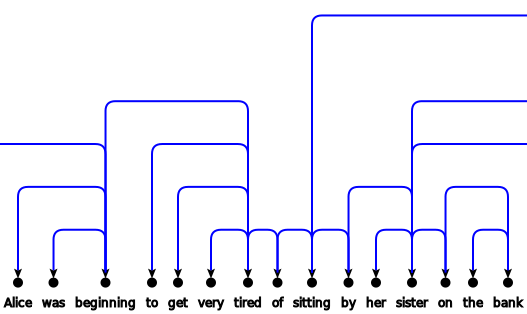 Alice was beginning to get very tired of sitting by her sister on the bank